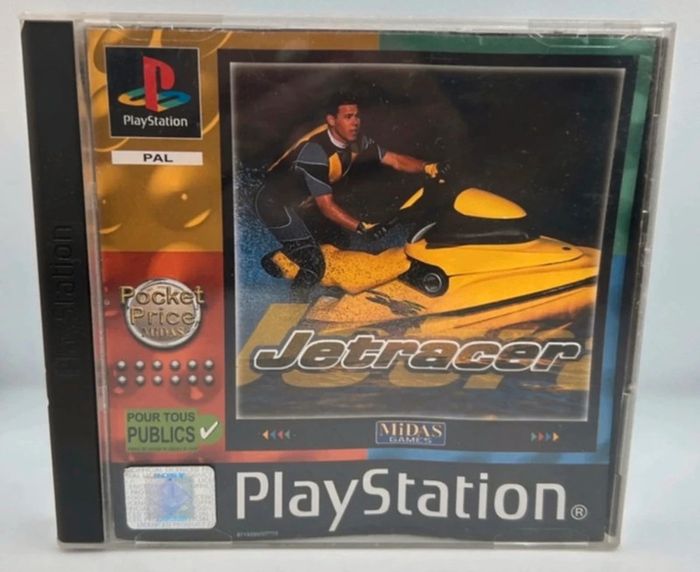 PlayStation
PlayStation
PAL
Pocket
Price
MIDAS
Jetracer
POUR TOUS
PUBLICS
MiDAS
GAMES
PlayStation®